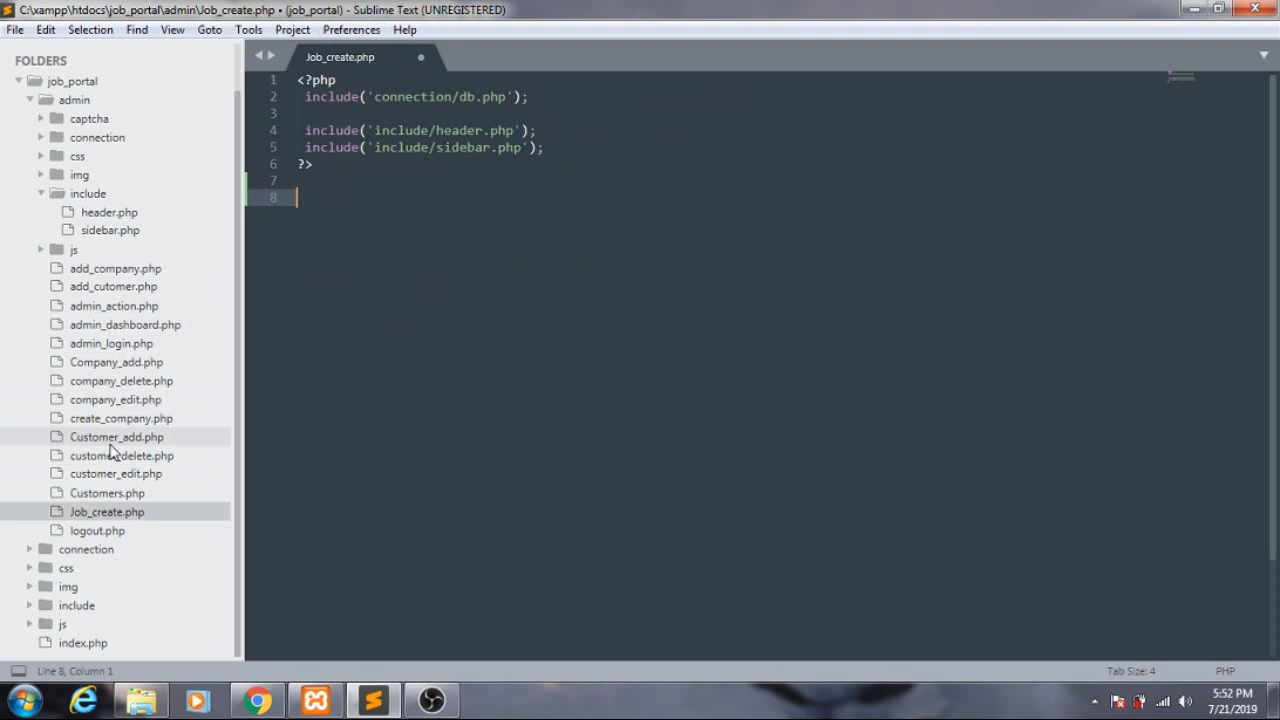 C:\xampp\htdocs\job_portal\admin\Job_create.php • (job_portal) - Sublime Text (UNREGISTERED)
File Edit Selection Find View Goto Tools Project Preferences Help
FOLDERS
job_portal
admin
captcha
connection
css
img
include
header.php
sidebar.php
js
add_company.php
add_cutomer.php
admin_action.php
admin_dashboard.php
admin_login.php
Company_add.php
company_delete.php
company_edit.php
create_company.php
Customer_add.php
customer_delete.php
customer_edit.php
Customers.php
Job_create.php
logout.php
connection
css
img
include
js
index.php
Job_create.php
1 <?php
2 include('connection/db.php');
3
4 include('include/header.php');
5 include('include/sidebar.php');
6 ?>
7
8
Line 8, Column 1
Tab Size: 4
PHP
5:52 PM
7/21/2019